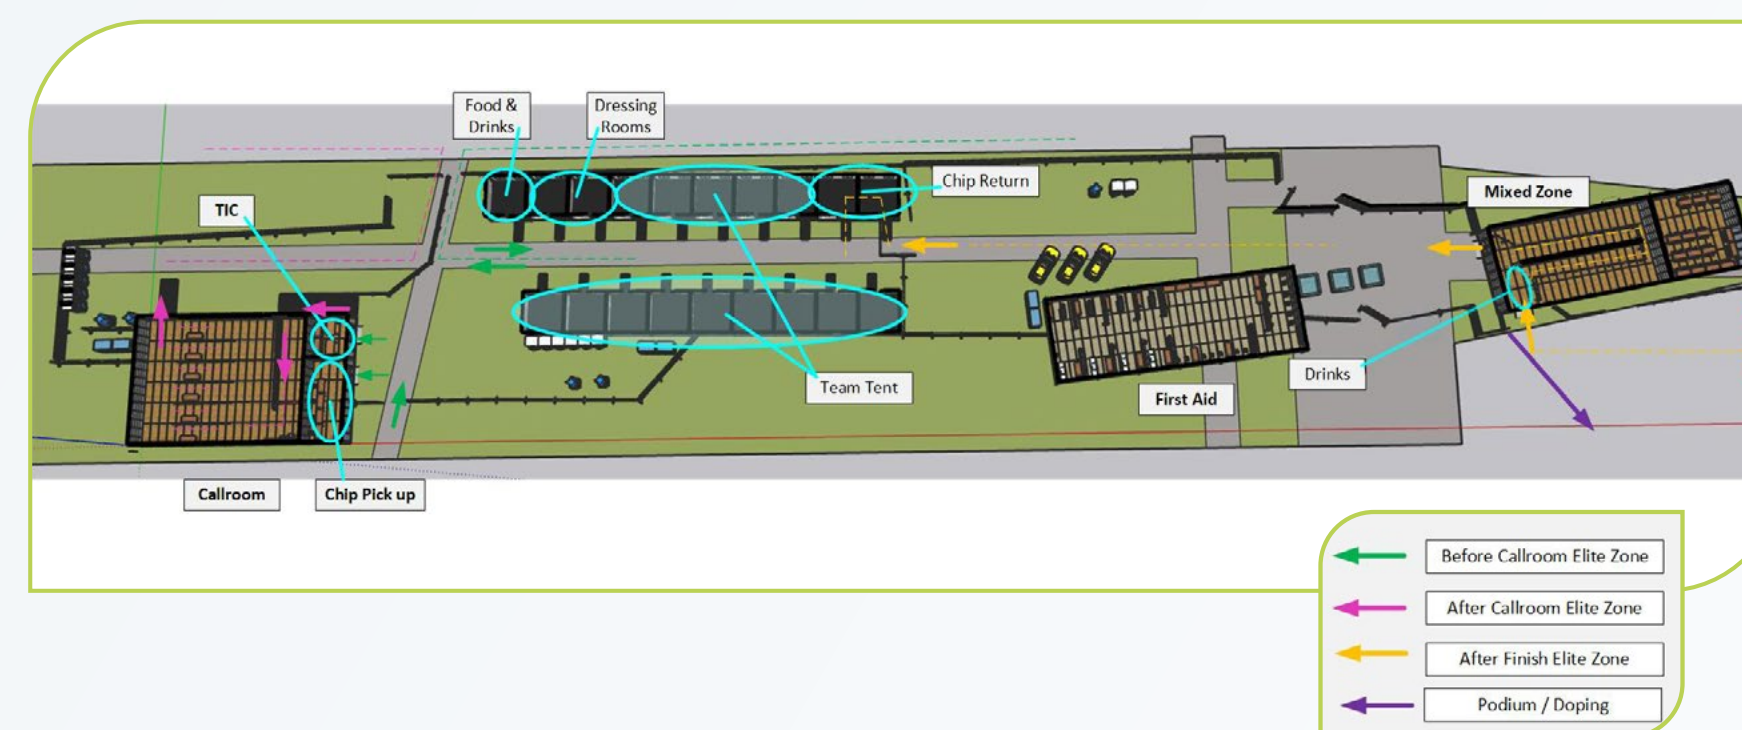 Food &
Drinks
Dressing
Rooms
Chip Return
Mixed Zone
TIC
Team Tent
Drinks
First Aid
Callroom
Chip Pick up
Before Callroom Elite Zone
After Callroom Elite Zone
After Finish Elite Zone
Podium / Doping